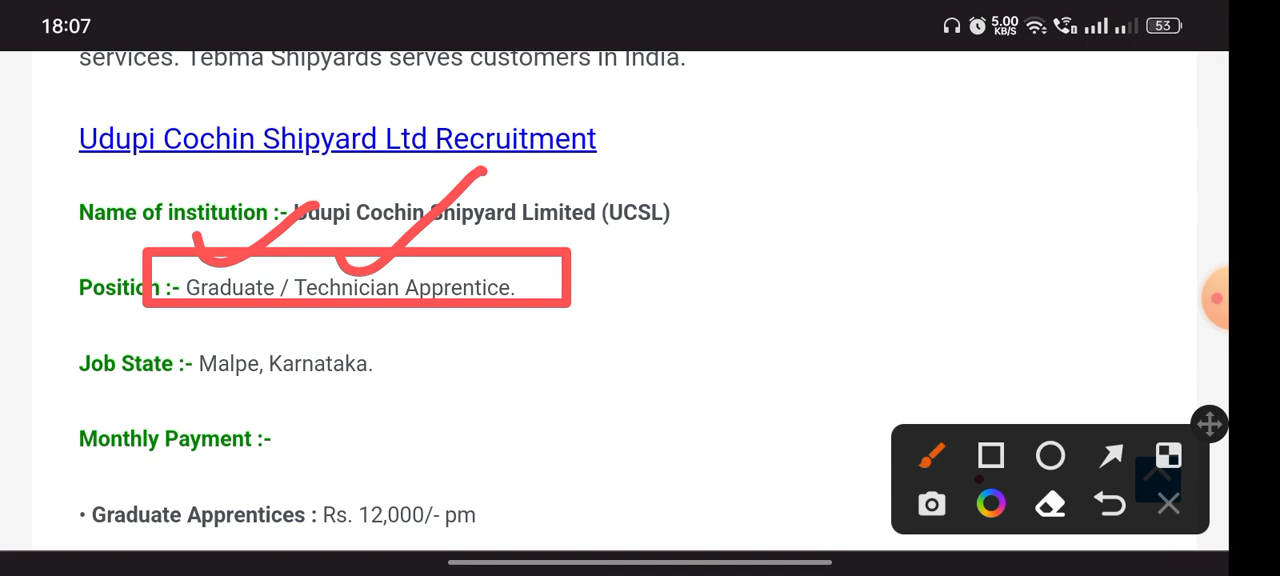 18:07
5.00 KB/S
53
services. Tebma Shipyards serves customers in India.
Udupi Cochin Shipyard Ltd Recruitment
Name of institution :- Udupi Cochin Shipyard Limited (UCSL)
Position :- Graduate / Technician Apprentice.
Job State :- Malpe, Karnataka.
Monthly Payment :-
• Graduate Apprentices : Rs. 12,000/- pm